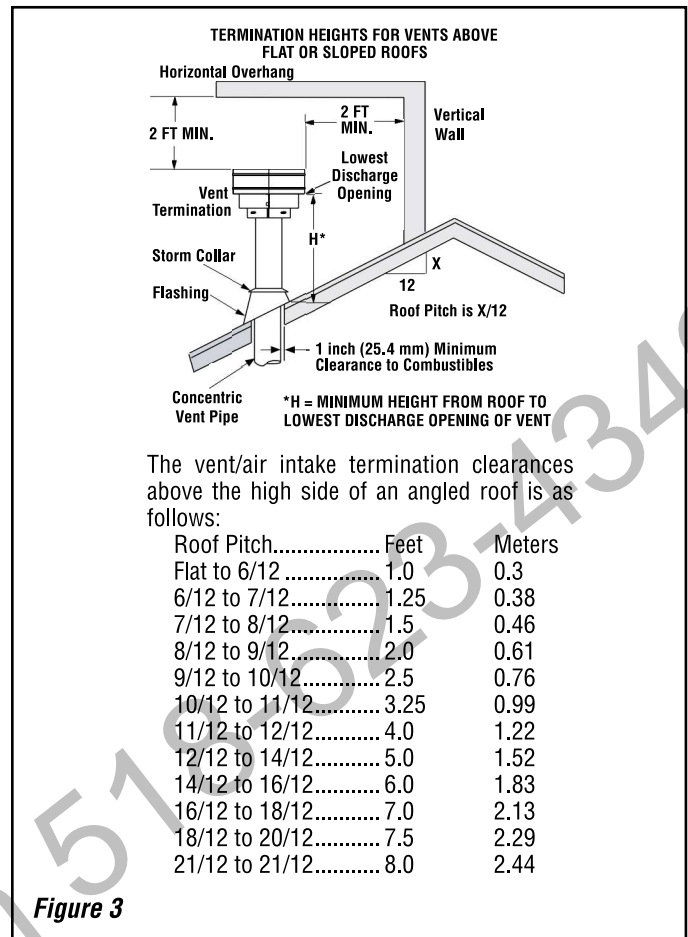 TERMINATION HEIGHTS FOR VENTS ABOVE
FLAT OR SLOPED ROOFS
Horizontal Overhang
2 FT MIN.
2 FT
MIN.
Vertical
Wall
Lowest
Discharge
Opening
Vent
Termination
H*
Storm Collar
Flashing
X
12
Roof Pitch is X/12
1 inch (25.4 mm) Minimum
Clearance to Combustibles
Concentric
Vent Pipe
*H = MINIMUM HEIGHT FROM ROOF TO
LOWEST DISCHARGE OPENING OF VENT
The vent/air intake termination clearances
above the high side of an angled roof is as
follows:
Roof Pitch.................. Feet Meters
Flat to 6/12 ................ 1.0 0.3
6/12 to 7/12............... 1.25 0.38
7/12 to 8/12............... 1.5 0.46
8/12 to 9/12............... 2.0 0.61
9/12 to 10/12............. 2.5 0.76
10/12 to 11/12........... 3.25 0.99
11/12 to 12/12........... 4.0 1.22
12/12 to 14/12........... 5.0 1.52
14/12 to 16/12........... 6.0 1.83
16/12 to 18/12........... 7.0 2.13
18/12 to 20/12........... 7.5 2.29
21/12 to 21/12........... 8.0 2.44
Figure 3
518-623-434